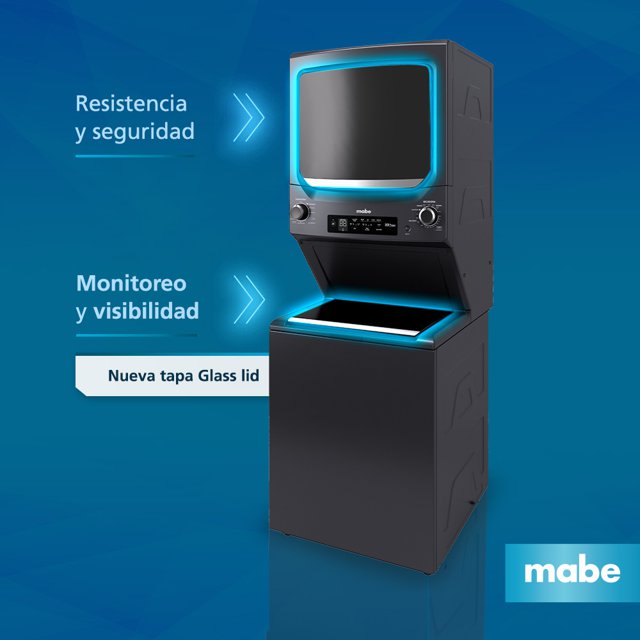 Resistencia
y seguridad
mabe
Monitoreo
y visibilidad
Nueva tapa Glass lid
mabe